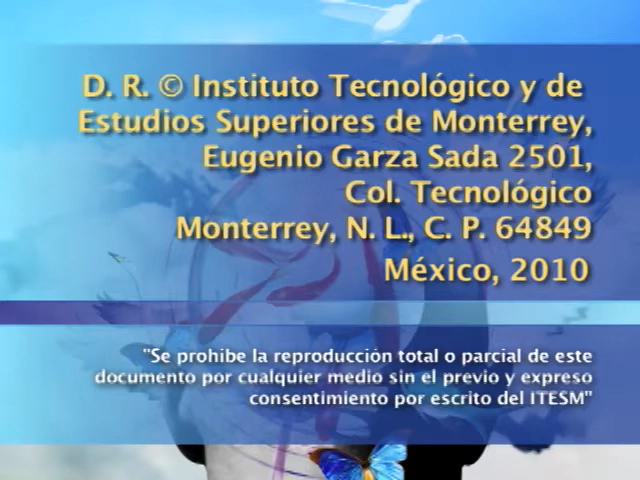 D. R. © Instituto Tecnológico y de
Estudios Superiores de Monterrey,
Eugenio Garza Sada 2501,
Col. Tecnológico
Monterrey, N. L., C. P. 64849
México, 2010
"Se prohibe la reproducción total o parcial de este
documento por cualquier medio sin el previo y expreso
consentimiento por escrito del ITESM"